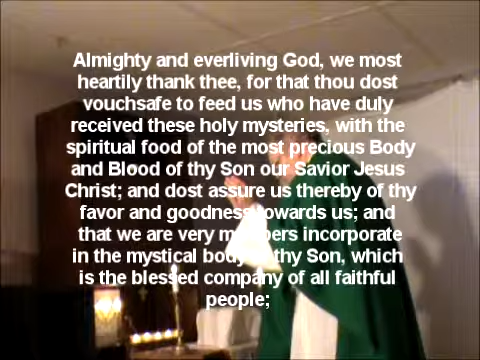 Almighty and everliving God, we most
heartily thank thee, for that thou dost
vouchsafe to feed us who have duly
received these holy mysteries, with the
spiritual food of the most precious Body
and Blood of thy Son our Savior Jesus
Christ; and dost assure us thereby of thy
favor and goodness towards us; and
that we are very members incorporate
in the mystical body of thy Son, which
is the blessed company of all faithful
people;